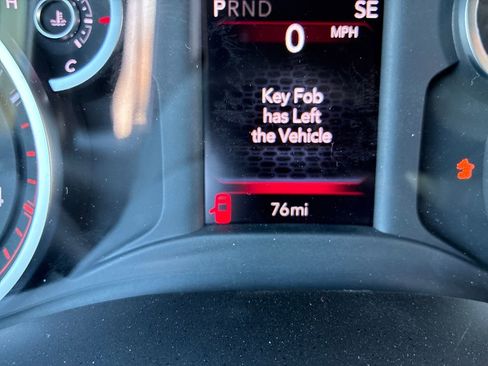 H
PRND
SE
0 MPH
C
Key Fob
has Left
the Vehicle
76mi